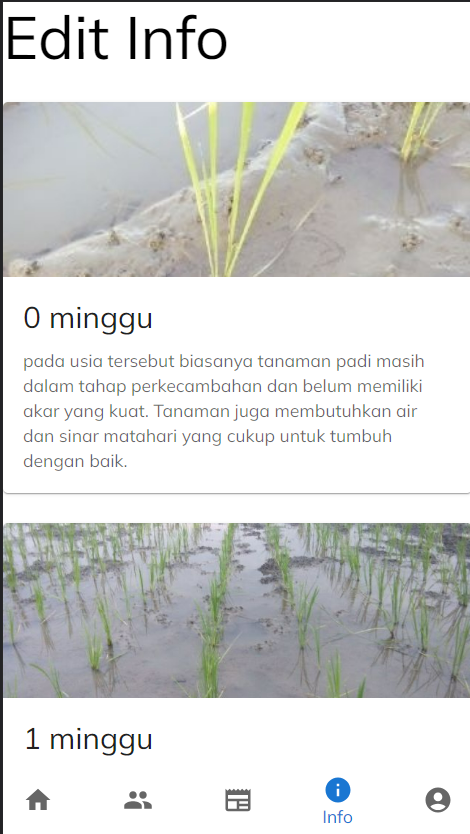 Edit Info
0 minggu
pada usia tersebut biasanya tanaman padi masih
dalam tahap perkecambahan dan belum memiliki
akar yang kuat. Tanaman juga membutuhkan air
dan sinar matahari yang cukup untuk tumbuh
dengan baik.
1 minggu
Info